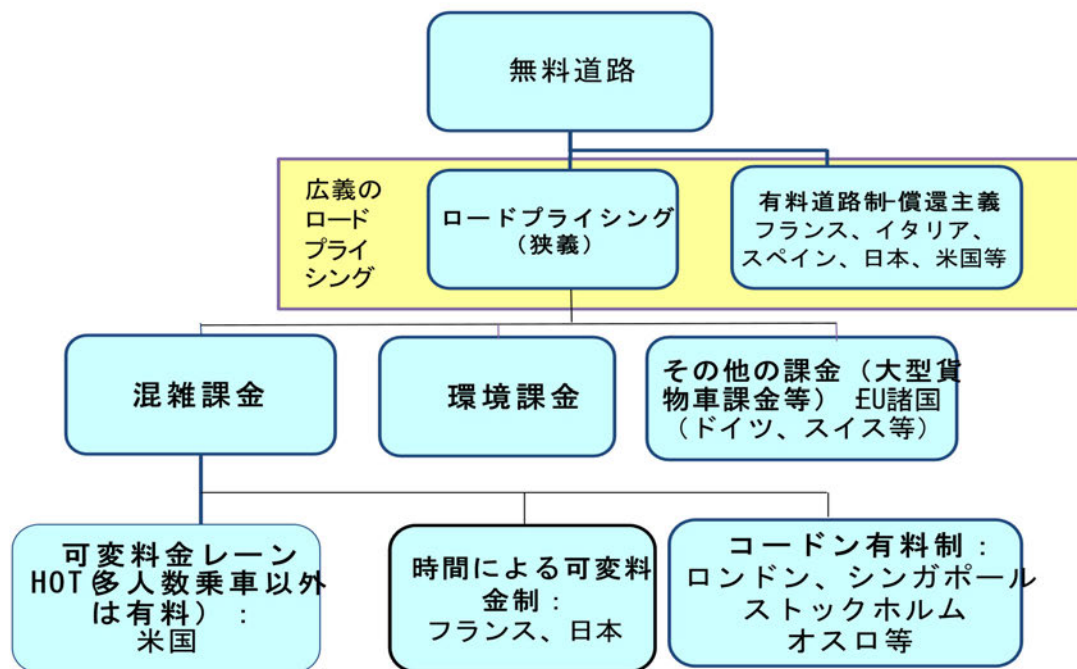 無料道路
広義の
ロード
プライ
シング
ロードプライシング
（狭義）
有料道路制-償還主義
フランス、イタリア、
スペイン、日本、米国等
混雑課金
環境課金
その他の課金（大型貨
物車課金等） EU諸国
（ドイツ、スイス等）
可変料金レーン
HOT(多人数乗車以外
は有料）：
米国
時間による可変料
金制：
フランス、日本
コードン有料制：
ロンドン、シンガポール
ストックホルム
オスロ等